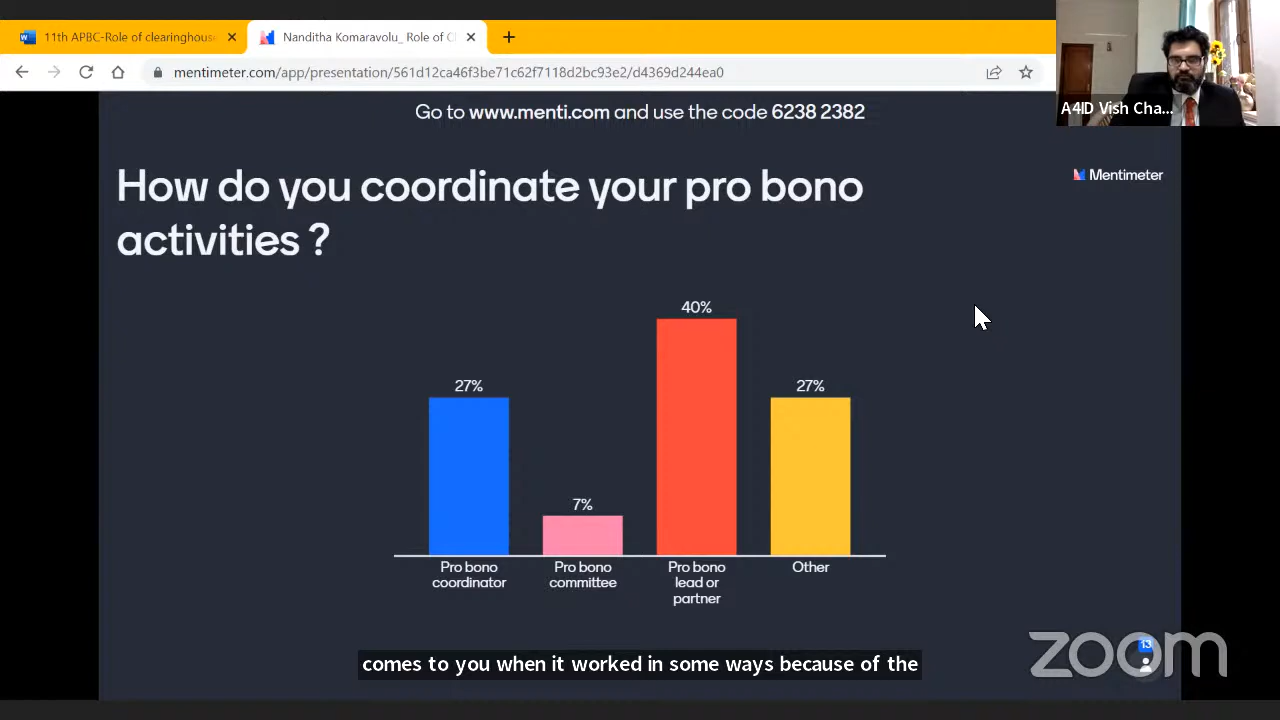 11th APBC-Role of clearinghouse
Nanditha Komaravolu_ Role of Cl
mentimeter.com/app/presentation/561d12ca46f3be71c62f7118d2bc93e2/d4369d244ea0
A4ID Vish Cha...
Go to www.menti.com and use the code 6238 2382
How do you coordinate your pro bono
activities ?
Mentimeter
40%
27%
27%
7%
Pro bono
coordinator
Pro bono
committee
Pro bono
lead or
partner
Other
13
zoom
comes to you when it worked in some ways because of the